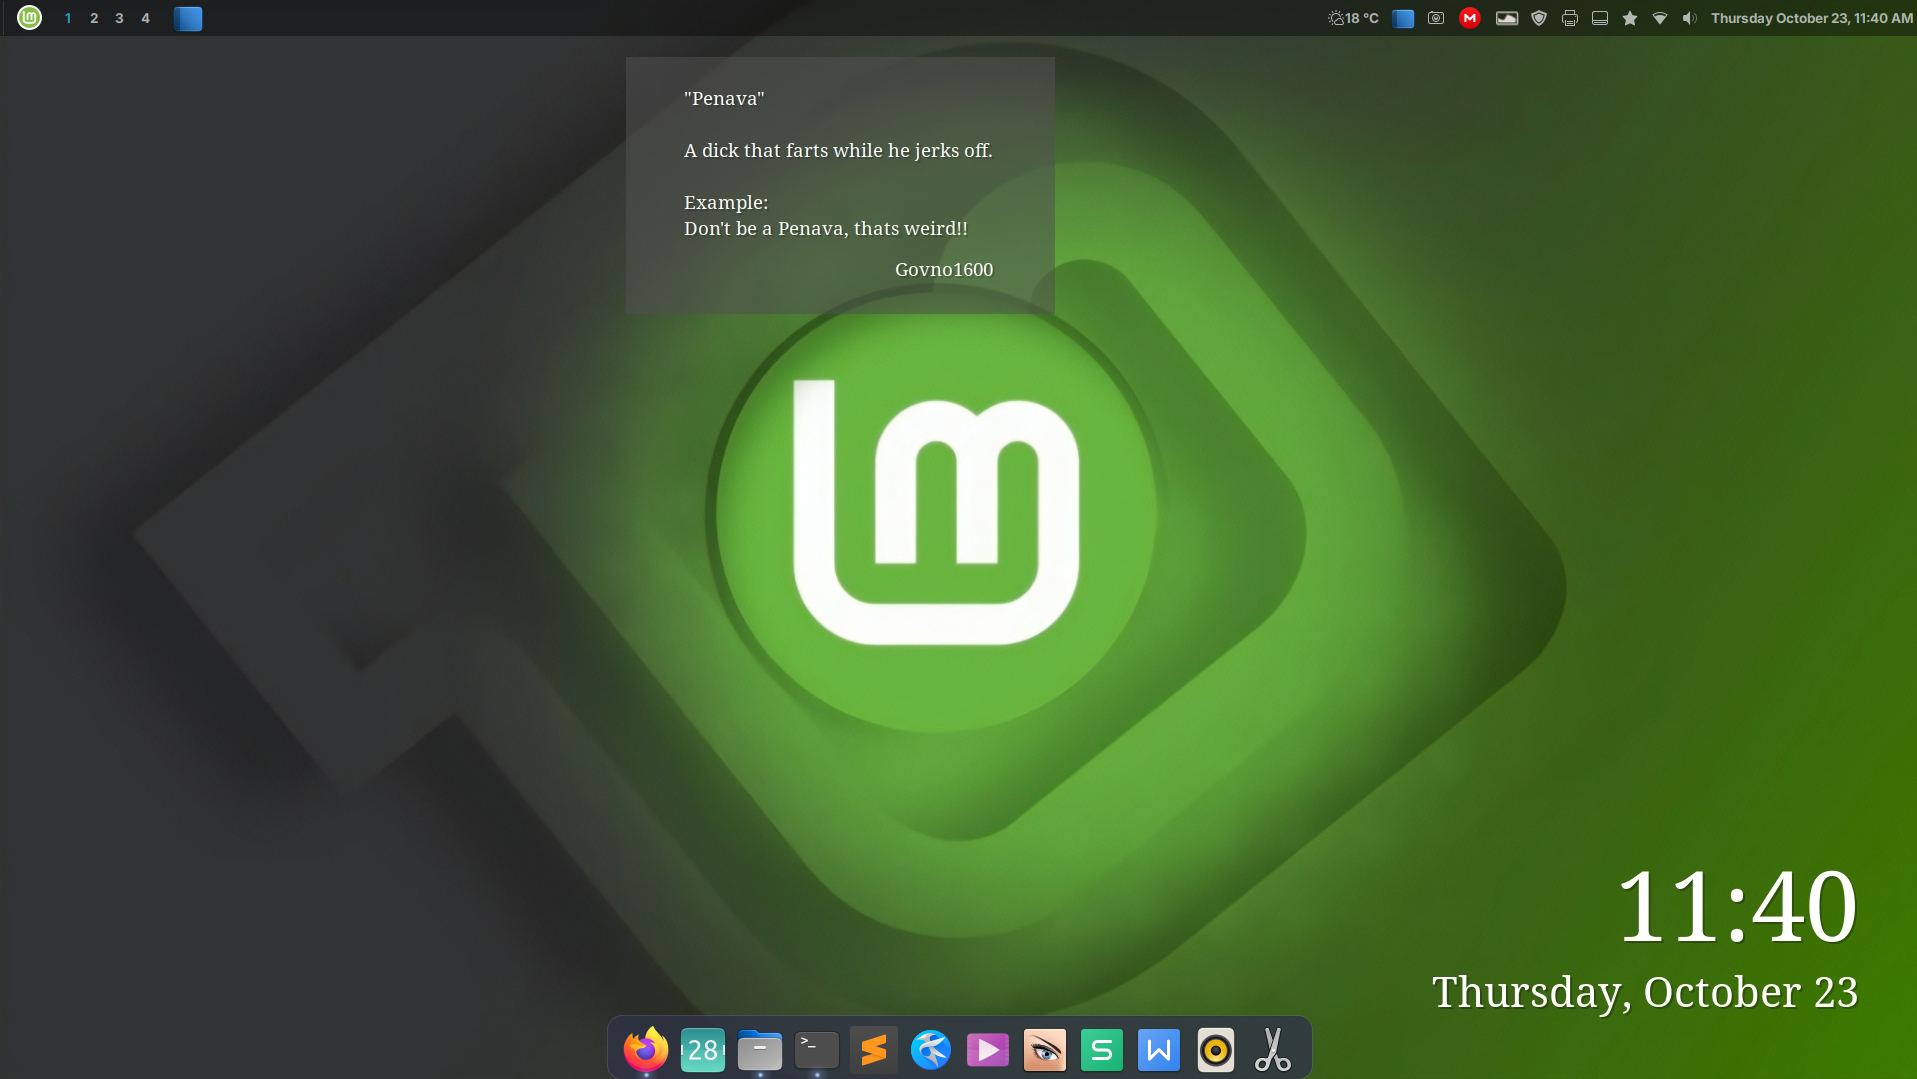 1 2 3 4
18 °C
Thursday October 23, 11:40 AM
"Penava"
A dick that farts while he jerks off.
Example:
Don't be a Penava, thats weird!!
Govno1600
11:40
Thursday, October 23
28
>_
S
W